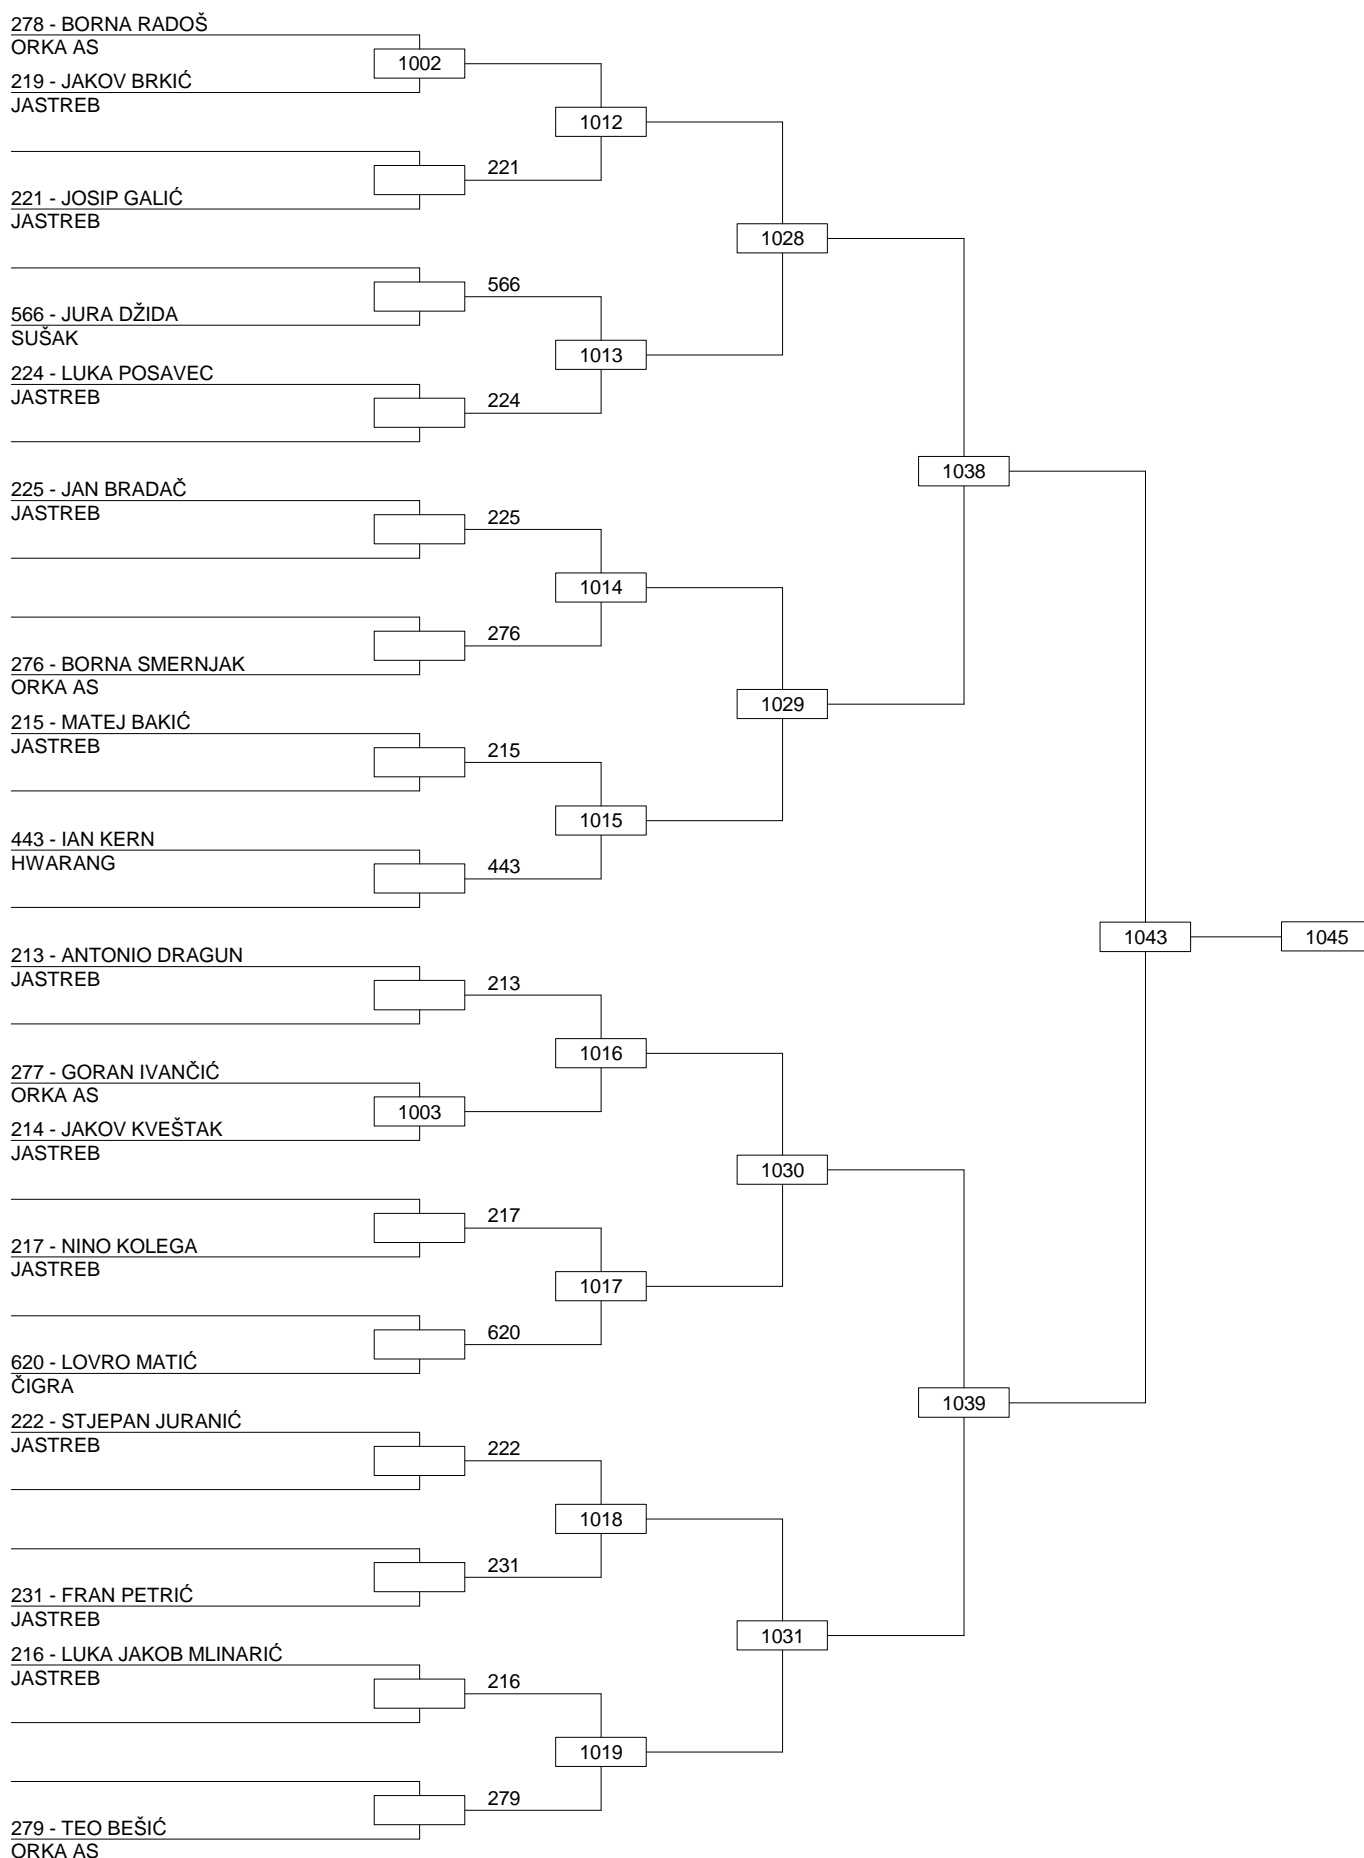 278 - BORNA RADOŠ
ORKA AS
1002
219 - JAKOV BRKIĆ
JASTREB
1012
221
221 - JOSIP GALIĆ
JASTREB
1028
566
566 - JURA DŽIDA
SUŠAK
1013
224 - LUKA POSAVEC
JASTREB
224
1038
225 - JAN BRADAČ
JASTREB
225
1014
276
276 - BORNA SMERNJAK
ORKA AS
1029
215 - MATEJ BAKIĆ
JASTREB
215
1015
443 - IAN KERN
HWARANG
443
1043
1045
213 - ANTONIO DRAGUN
JASTREB
213
1016
277 - GORAN IVANČIĆ
ORKA AS
1003
214 - JAKOV KVEŠTAK
JASTREB
1030
217
217 - NINO KOLEGA
JASTREB
1017
620
620 - LOVRO MATIĆ
ČIGRA
1039
222 - STJEPAN JURANIĆ
JASTREB
222
1018
231
231 - FRAN PETRIĆ
JASTREB
1031
216 - LUKA JAKOB MLINARIĆ
JASTREB
216
1019
279
279 - TEO BEŠIĆ
ORKA AS